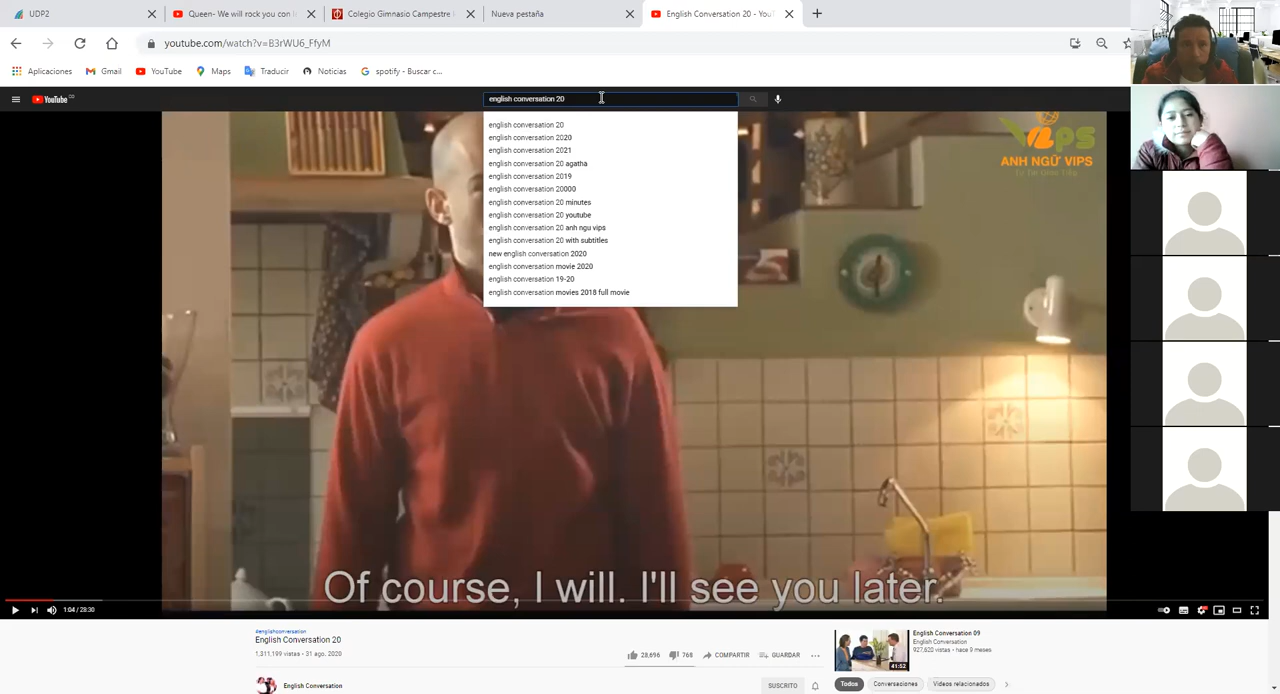 UDP2
Queen- We will rock you con l
Colegio Gimnasio Campestre
Nueva pestaña
English Conversation 20 - YouT
youtube.com/watch?v=B3rWU6_FfyM
Aplicaciones
Gmail
YouTube
Maps
Traducir
Noticias
spotify - Buscar c...
YouTube CO
english conversation 20
english conversation 20
english conversation 2020
english conversation 2021
english conversation 20 agatha
english conversation 2019
english conversation 20000
english conversation 20 minutes
english conversation 20 youtube
english conversation 20 anh ngu vips
english conversation 20 with subtitles
new english conversation 2020
english conversation movie 2020
english conversation 19-20
english conversation movies 2018 full movie
ViPS
ANH NGỮ VIPS
Of course, I will. I'll see you later.
1:04 / 28:30
#englishconversation
English Conversation 20
1,311,199 vistas • 31 ago. 2020
28,696
768
COMPARTIR
GUARDAR
English Conversation
SUSCRITO
41:52
English Conversation 09
English Conversation
927,620 vistas • hace 9 meses
Todos
Conversaciones
Videos relacionados